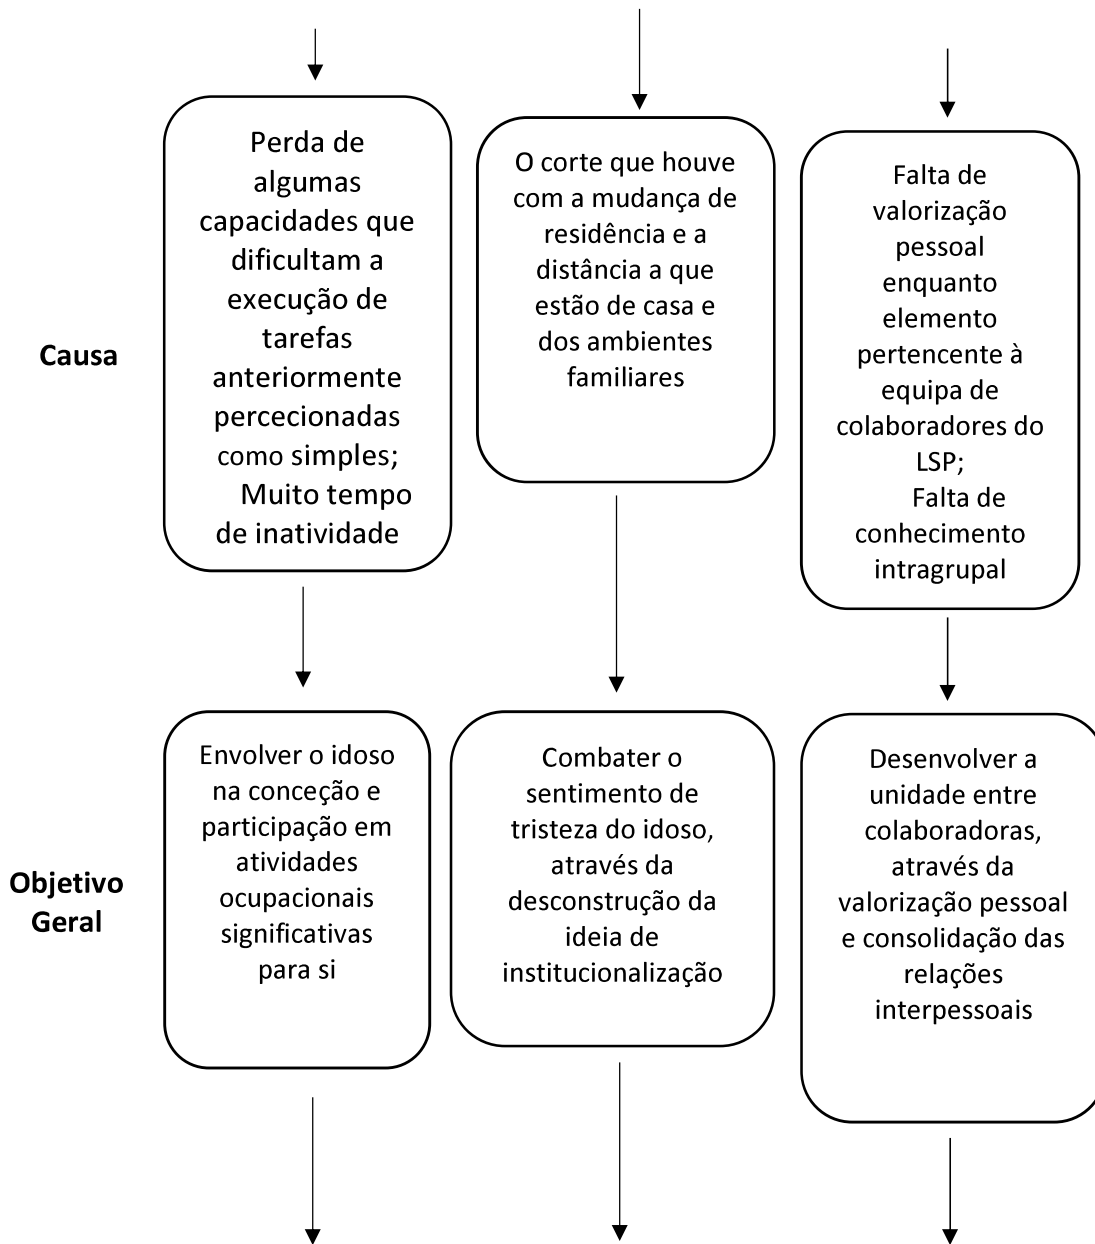 Causa
Perda de
algumas
capacidades que
dificultam a
execução de
tarefas
anteriormente
percecionadas
como simples;
Muito tempo
de inatividade
O corte que houve
com a mudança de
residência e a
distância a que
estão de casa e
dos ambientes
familiares
Falta de
valorização
pessoal
enquanto
elemento
pertencente à
equipa de
colaboradores do
LSP;
Falta de
conhecimento
intragrupal
Objetivo
Geral
Envolver o idoso
na conceção e
participação em
atividades
ocupacionais
significativas
para si
Combater o
sentimento de
tristeza do idoso,
através da
desconstrução da
ideia de
institucionalização
Desenvolver a
unidade entre
colaboradoras,
através da
valorização pessoal
e consolidação das
relações
interpessoais